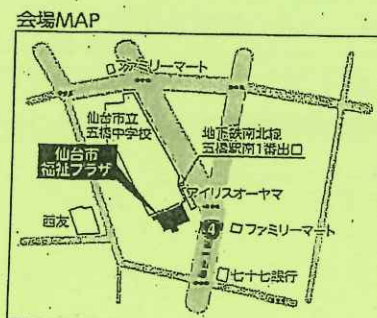 会場MAP
ファミリーマート
仙台市立
五橋中学校
地下鉄南北線
五橋駅南1番出口
仙台市
福祉プラザ
アイリスオーヤマ
西友
4
ファミリーマート
七十七銀行